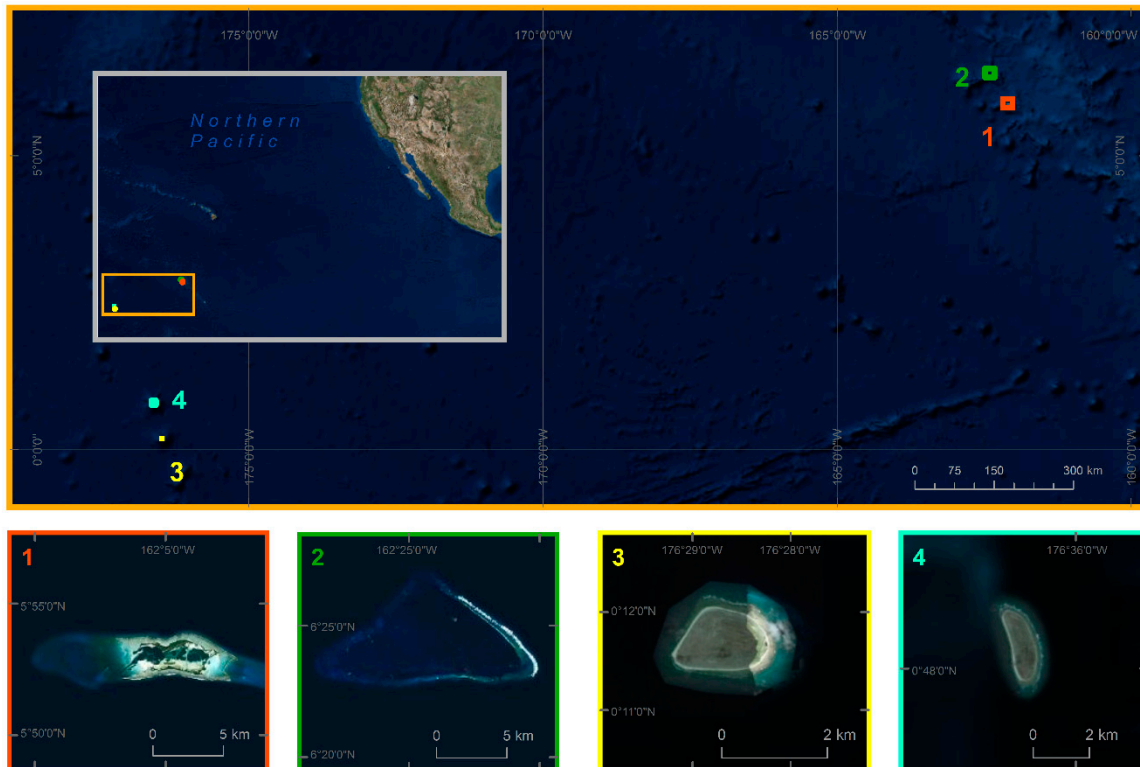 175°0'0"W
170°0'0"W
165°0'0"W
160°0'0"W
2
1
Northern
Pacific
5°0'0"N
5°0'0"N
4
3
0°0'0"
175°0'0"W
170°0'0"W
165°0'0"W
160°0'0"W
0 75 150 300 km
1
162°5'0"W
5°55'0"N
5°50'0"N
0 5 km
2
162°25'0"W
6°25'0"N
6°20'0"N
0 5 km
3
176°29'0"W 176°28'0"W
0°12'0"N
0°11'0"N
0 2 km
4
176°36'0"W
0°48'0"N
0 2 km